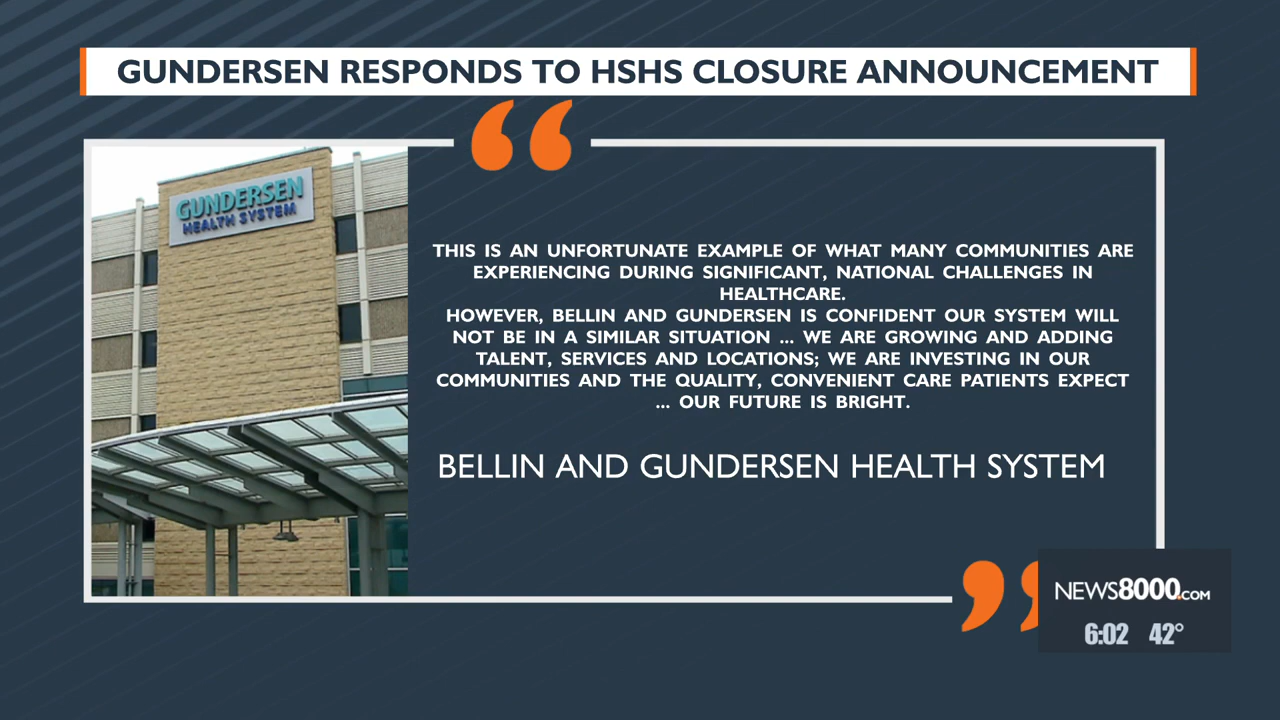 GUNDERSEN RESPONDS TO HSHS CLOSURE ANNOUNCEMENT
“
GUNDERSEN
HEALTH SYSTEM
THIS IS AN UNFORTUNATE EXAMPLE OF WHAT MANY COMMUNITIES ARE
EXPERIENCING DURING SIGNIFICANT, NATIONAL CHALLENGES IN
HEALTHCARE.
HOWEVER, BELLIN AND GUNDERSEN IS CONFIDENT OUR SYSTEM WILL
NOT BE IN A SIMILAR SITUATION ... WE ARE GROWING AND ADDING
TALENT, SERVICES AND LOCATIONS; WE ARE INVESTING IN OUR
COMMUNITIES AND THE QUALITY, CONVENIENT CARE PATIENTS EXPECT
... OUR FUTURE IS BRIGHT.
BELLIN AND GUNDERSEN HEALTH SYSTEM
”
NEWS8000.COM
6:02 42°